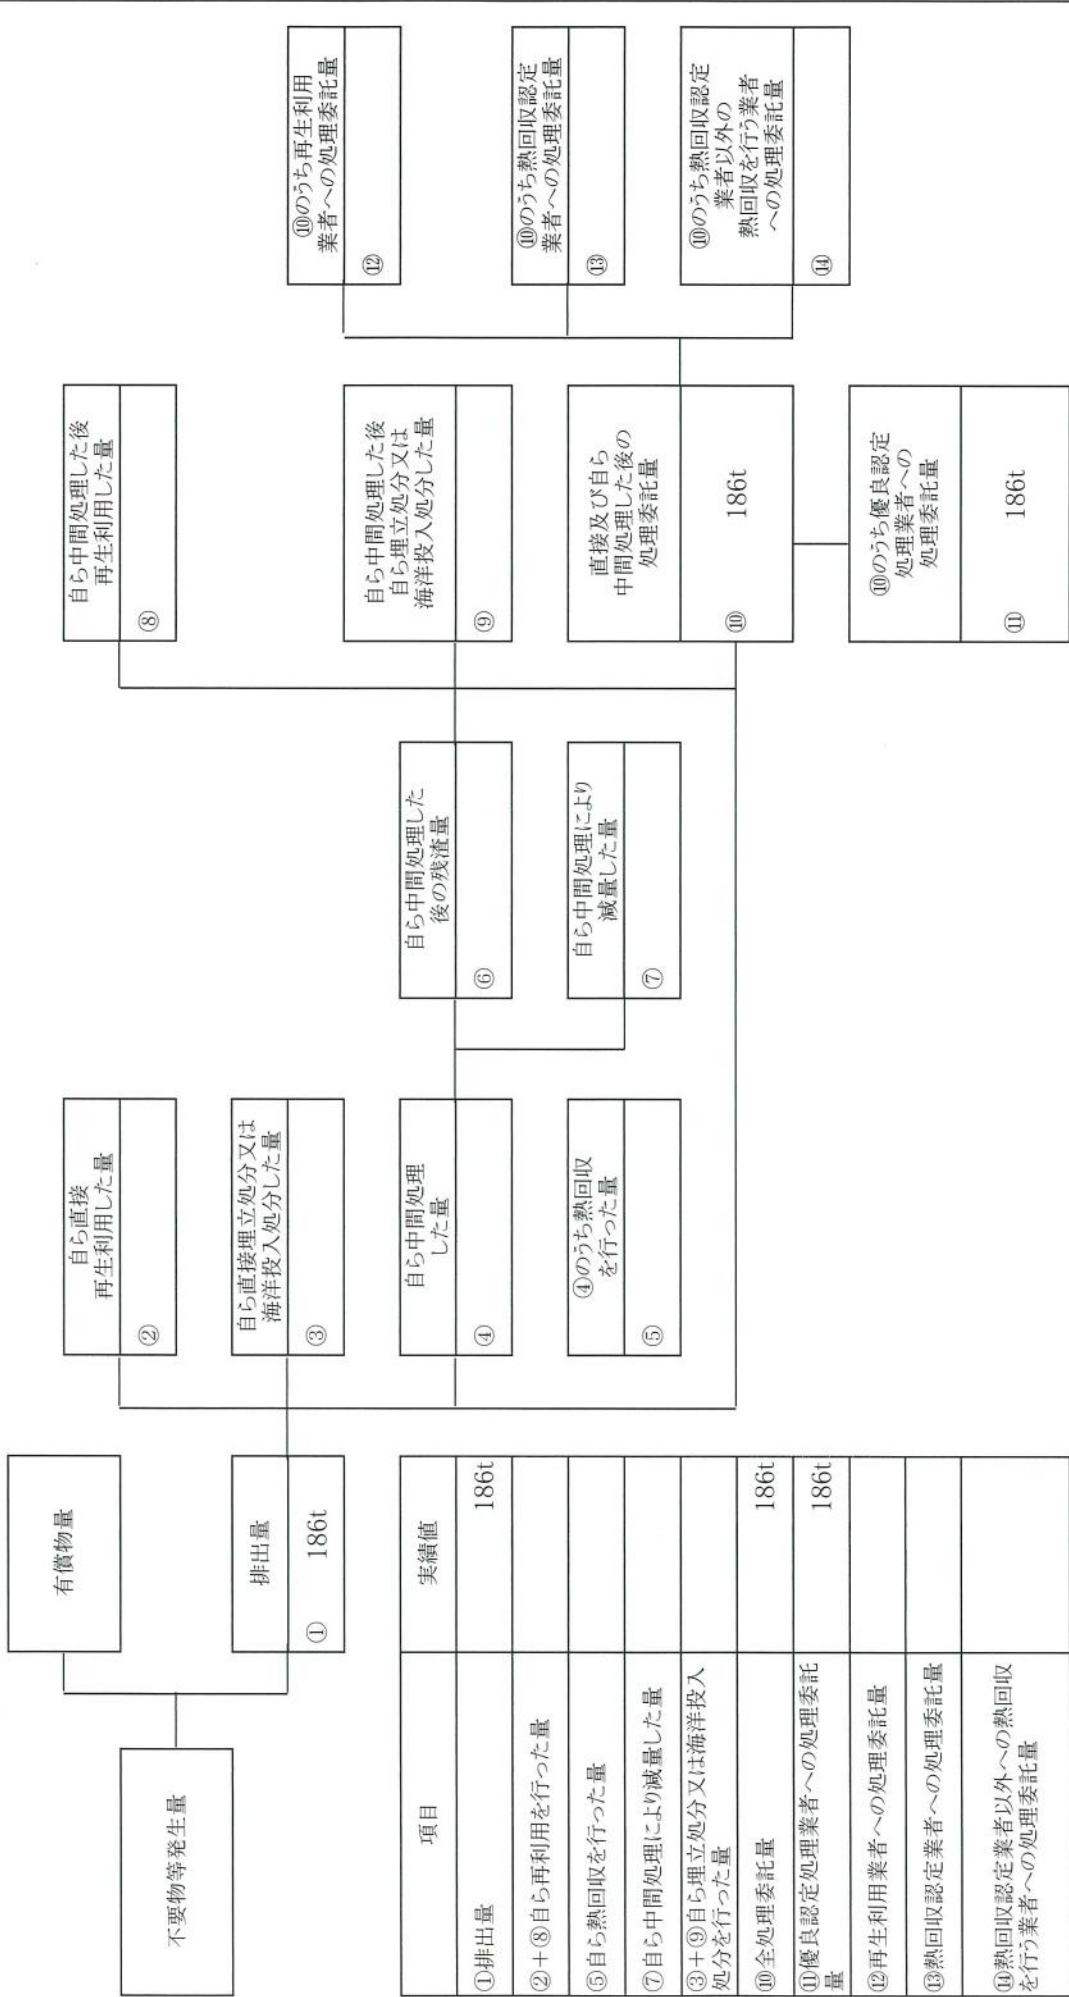 不要物等発生量
有償物量
排出量
① 186t
自ら直接
再生利用した量
②
自ら直接埋立処分又は
海洋投入処分した量
③
自ら中間処理
した量
④
④のうち熱回収
を行った量
⑤
自ら中間処理した
後の残渣量
⑥
自ら中間処理により
減量した量
⑦
自ら中間処理した後
再生利用した量
⑧
自ら中間処理した後
自ら埋立処分又は
海洋投入処分した量
⑨
直接及び自ら
中間処理した後の
処理委託量
⑩ 186t
⑩のうち優良認定
処理業者への
処理委託量
⑪ 186t
⑩のうち再生利用
業者への処理委託量
⑫
⑩のうち熱回収認定
業者への処理委託量
⑬
⑩のうち熱回収認定
業者以外の
熱回収を行う業者
への処理委託量
⑭
項目 実績値
①排出量 186t
②+⑧自ら再利用を行った量
⑤自ら熱回収を行った量
⑦自ら中間処理により減量した量
③+⑨自ら埋立処分又は海洋投入
処分を行った量
⑩全処理委託量 186t
⑪優良認定処理業者への処理委託
量 186t
⑫再生利用業者への処理委託量
⑬熱回収認定業者への処理委託量
⑭熱回収認定業者以外への熱回収
を行う業者への処理委託量